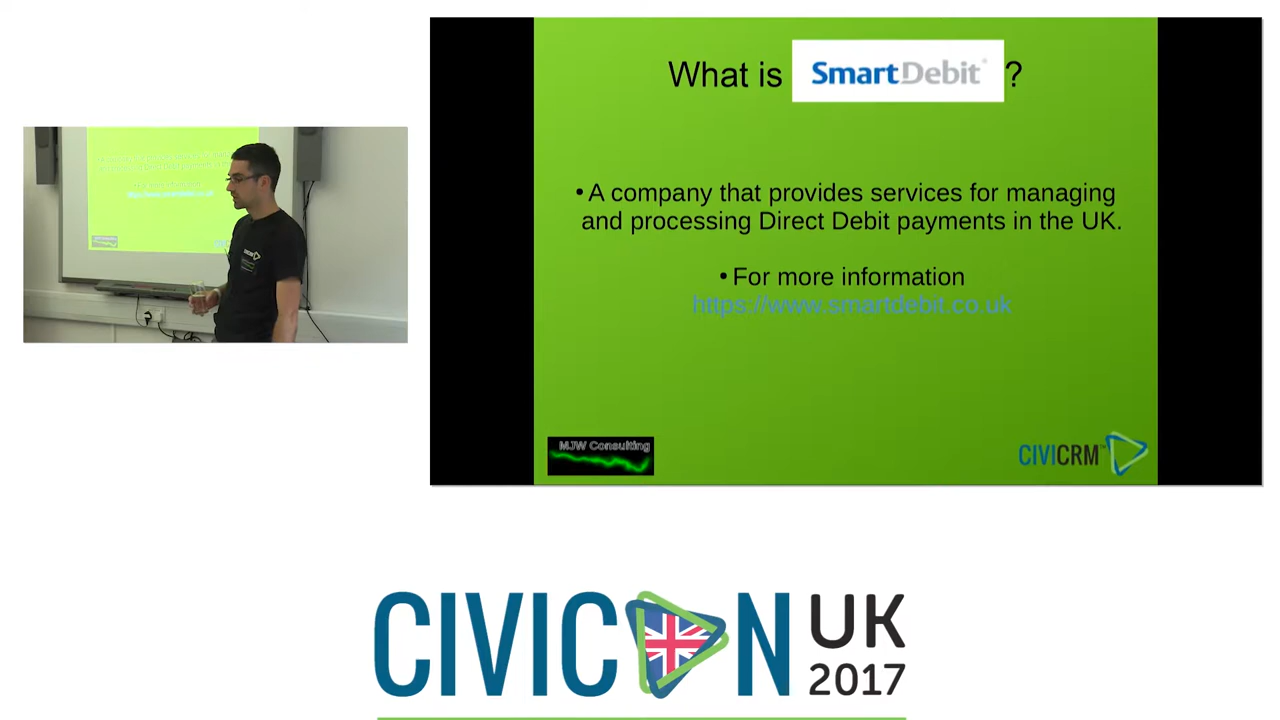 What is SmartDebit® ?
• A company that provides services for managing
and processing Direct Debit payments in the UK.
• For more information
https://www.smartdebit.co.uk
MJW Consulting
CIVICRM™
CIVICON UK
2017